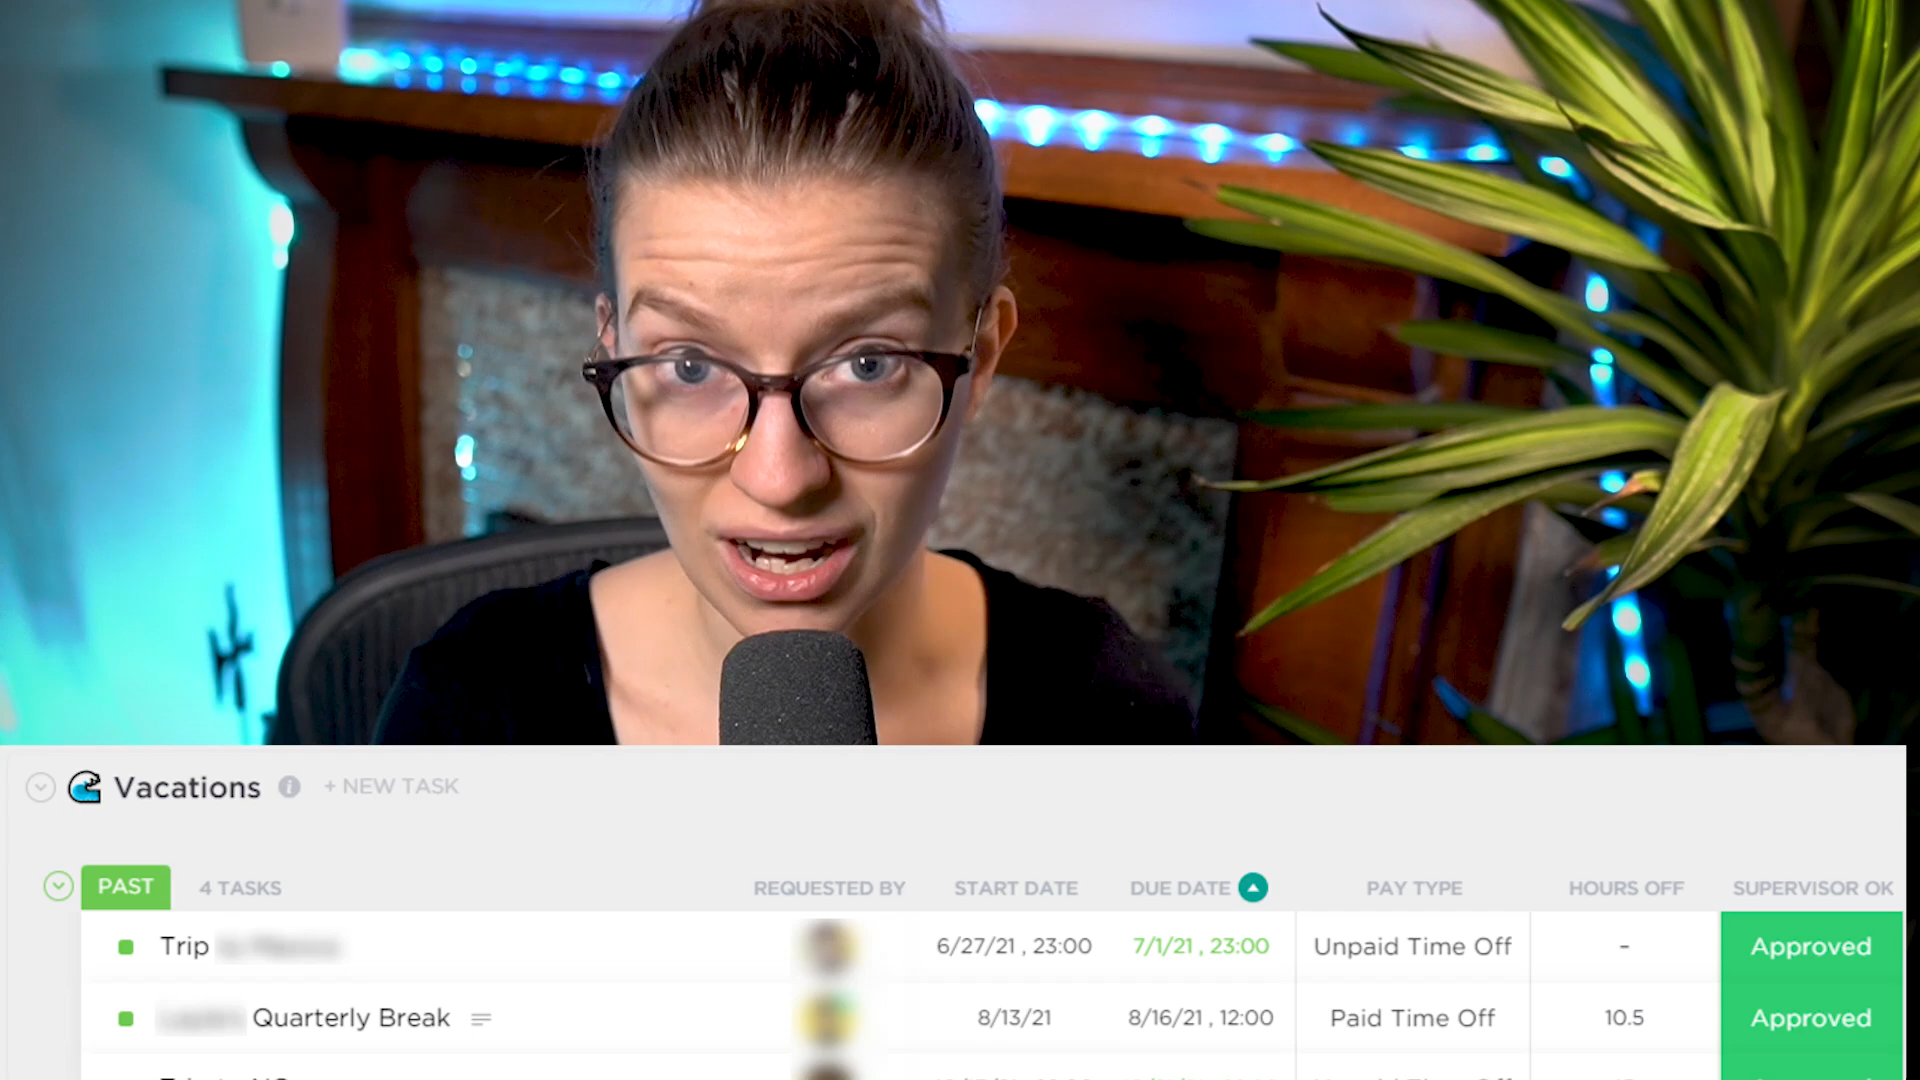 Vacations + NEW TASK
PAST 4 TASKS REQUESTED BY START DATE DUE DATE PAY TYPE HOURS OFF SUPERVISOR OK
Trip 6/27/21 , 23:00 7/1/21 , 23:00 Unpaid Time Off – Approved
Quarterly Break 8/13/21 8/16/21 , 12:00 Paid Time Off 10.5 Approved